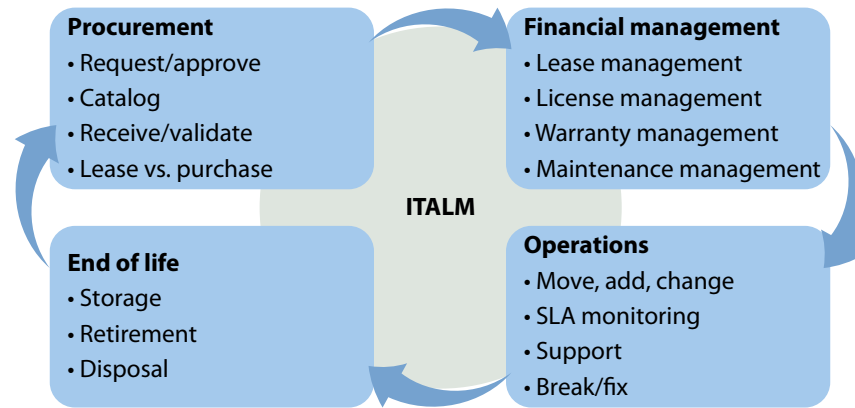 Procurement
• Request/approve
• Catalog
• Receive/validate
• Lease vs. purchase
Financial management
• Lease management
• License management
• Warranty management
• Maintenance management
ITALM
End of life
• Storage
• Retirement
• Disposal
Operations
• Move, add, change
• SLA monitoring
• Support
• Break/fix